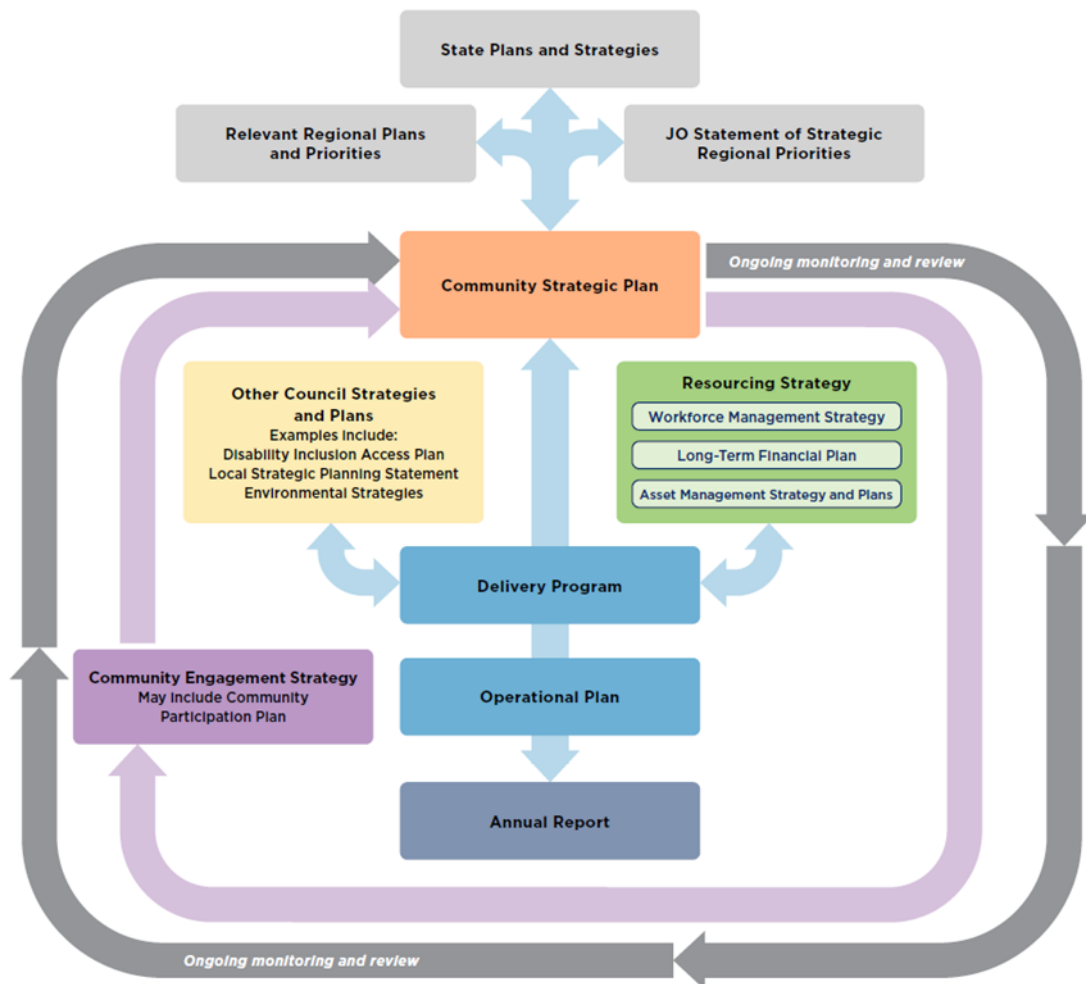 State Plans and Strategies
Relevant Regional Plans
and Priorities
JO Statement of Strategic
Regional Priorities
Community Strategic Plan
Ongoing monitoring and review
Other Council Strategies
and Plans
Examples include:
Disability Inclusion Access Plan
Local Strategic Planning Statement
Environmental Strategies
Resourcing Strategy
Workforce Management Strategy
Long-Term Financial Plan
Asset Management Strategy and Plans
Delivery Program
Community Engagement Strategy
May include Community
Participation Plan
Operational Plan
Annual Report
Ongoing monitoring and review